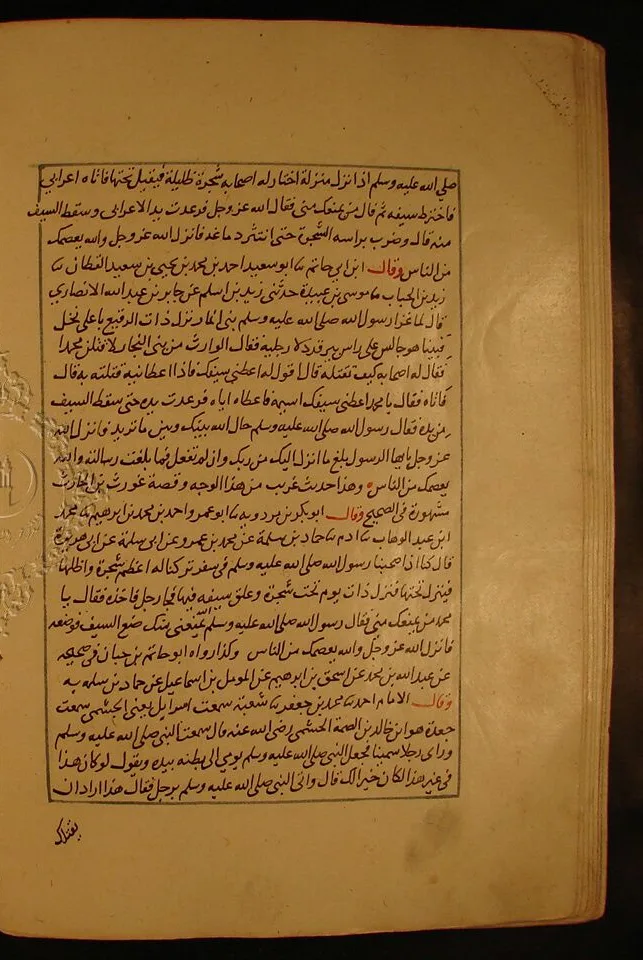 صلي الله عليه وسلم اذا نزل منزلة اختار له اصحابه شجرة ظليلة فيقيل تحتها فاتاه اعرابي
فاخترط سيفه ثم قال من يمنعك مني فقال الله عز وجل فرعدت يد الاعرابي وسقط السيف
منه قال وضرب براسه الشجرة حتى انتثر دماغه فانزل الله عز وجل والله يعصمك
من الناس وقال ابن ابي حاتم ثنا ابو سعيد احمد بن محمد بن يحيى بن سعيد القطان ثنا
زيد بن الحباب ثنا موسى بن عبيدة حدثني زيد بن اسلم عن جابر بن عبد الله الانصاري
قال لما غزا رسول الله صلى الله عليه وسلم بني انمار نزل ذات الرقيع باعلى نخل
فبينا هو جالس على راس بير قد دلا رجليه فقال الوارث من بني النجار لاقتلن محمدا
فقال له اصحابه كيف تقتله قال اقول له اعطني سيفك فاذا اعطانيه قتلته به قال
فاتاه فقال يا محمد اعطني سيفك اشيمه فاعطاه اياه فرعدت يده حتى سقط السيف
من يده فقال رسول الله صلى الله عليه وسلم حال الله بينك وبين ما تريد فانزل الله
عز وجل يايها الرسول بلغ ما انزل اليك من ربك وان لم تفعل فما بلغت رسالته والله
يعصمك من الناس وهذا حديث غريب من هذا الوجه وقصة غورث بن الحارث
مشهورة في الصحيح وقال ابو بكر بن مردويه ثنا ابو عمرو احمد بن محمد بن ابرهيم ثنا محمد
ابن عبد الوهاب ثنا ادم ثنا حماد بن سلمة عن محمد بن عمرو عن ابي سلمة عن ابي هريرة
قال كنا اذا صحبنا رسول الله صلى الله عليه وسلم في سفر تركنا له اعظم شجرة واظلها
فينزل تحتها فنزل ذات يوم تحت شجرة وعلق سيفه فيها فجا رجل فاخذه فقال يا
محمد من يمنعك مني فقال رسول الله صلى الله عليه وسلم الله يمنعني منك ضع السيف فوضعه
فانزل الله عز وجل والله يعصمك من الناس وكذا رواه ابو حاتم بن حبان في صحيحه
عن عبد الله بن محمد عن اسحق بن ابرهيم عن المومل بن اسماعيل عن حماد بن سلمه به
وقال الامام احمد ثنا محمد بن جعفر ثنا شعبة سمعت اسرايل يعني الجشمي سمعت
جعدة هو ابن خالد بن الصمة الجشمي رضي الله عنه قال سمعت النبي صلى الله عليه وسلم
وراى رجلا سمينا فجعل النبي صلى الله عليه وسلم يومي الى بطنه بيده ويقول لو كان هذا
في غير هذا لكان خيرا لك قال واتى النبي صلى الله عليه وسلم برجل فقال هذا اراد ان
يقتلك